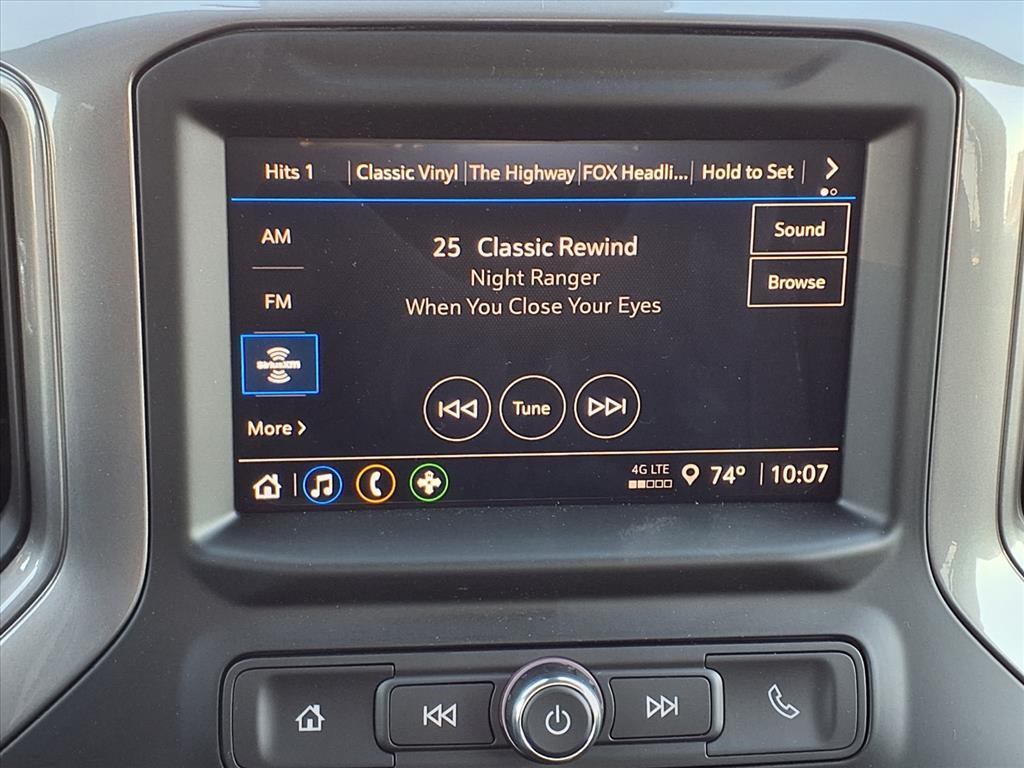 Hits 1 Classic Vinyl The Highway FOX Headli... Hold to Set
AM
25 Classic Rewind
Sound
Night Ranger
Browse
FM
When You Close Your Eyes
SiriusXM
Tune
More
4G LTE 74° 10:07